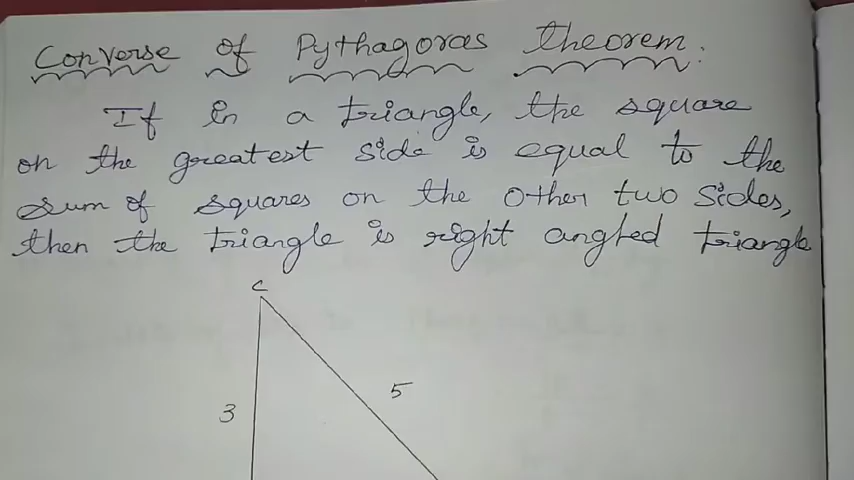 Converse of Pythagoras theorem.
If in a triangle, the square
on the greatest side is equal to the
sum of squares on the other two sides,
then the triangle is right angled triangle
C
5
3